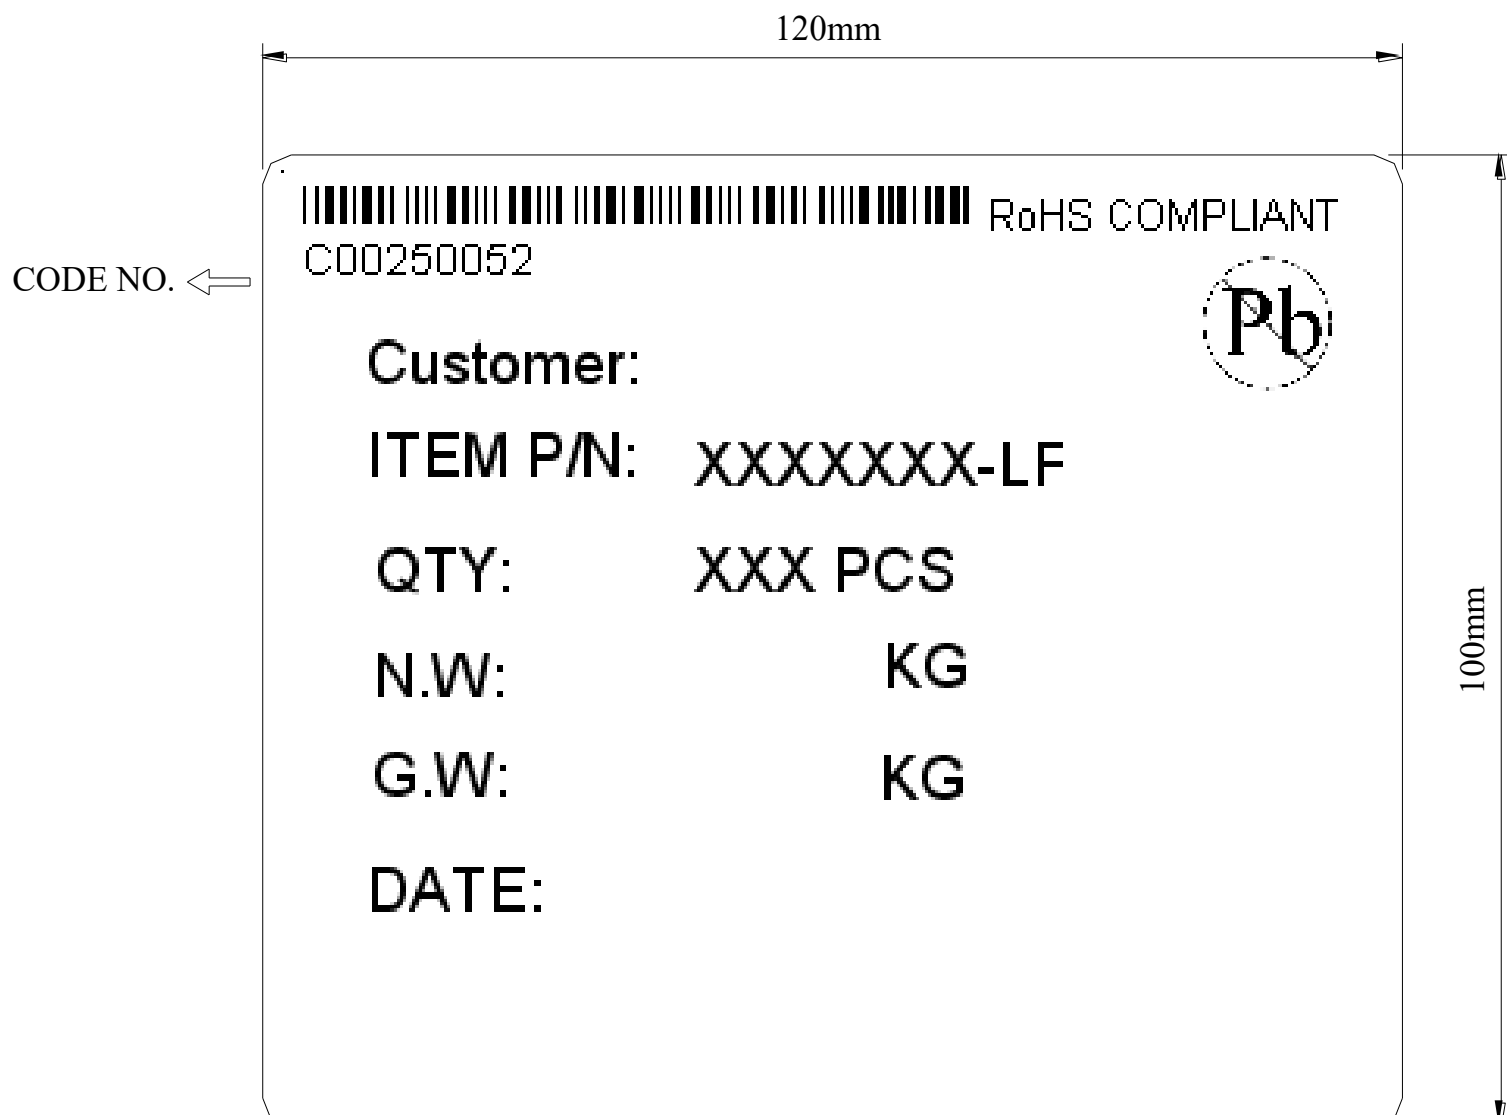 120mm
RoHS COMPLIANT
C00250052
CODE NO.
Pb
Customer:
ITEM P/N: XXXXXXX-LF
QTY: XXX PCS
N.W: KG
100mm
G.W: KG
DATE: